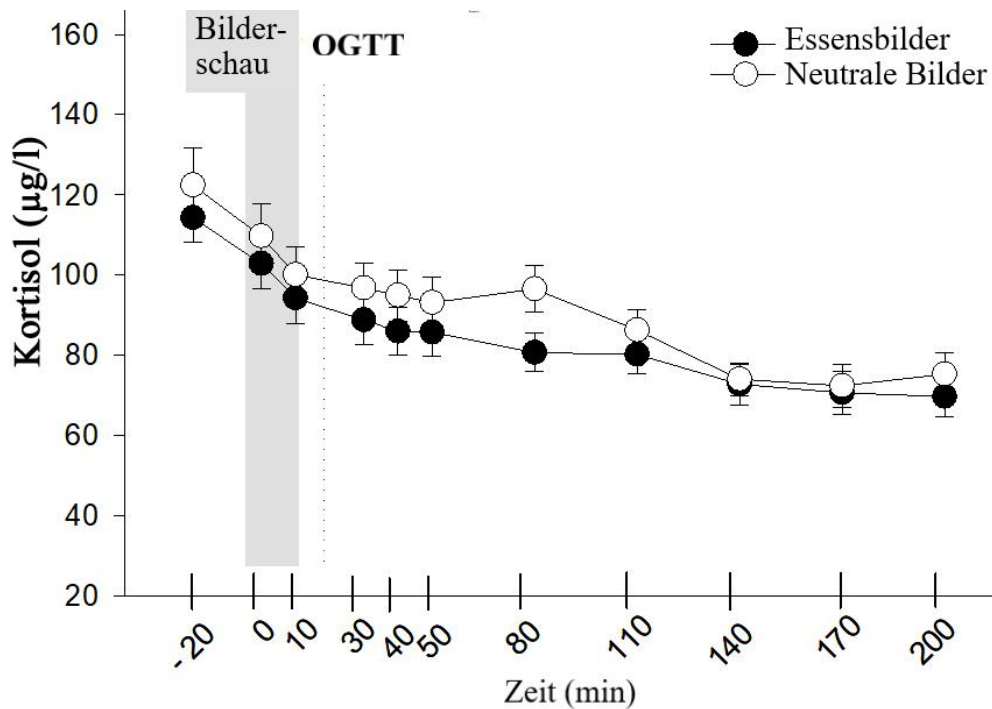 Bilder-
schau
OGTT
Essensbilder
Neutrale Bilder
Kortisol (µg/l)
160
140
120
100
80
60
40
20
- 20
0
10
30
40
50
80
110
140
170
200
Zeit (min)